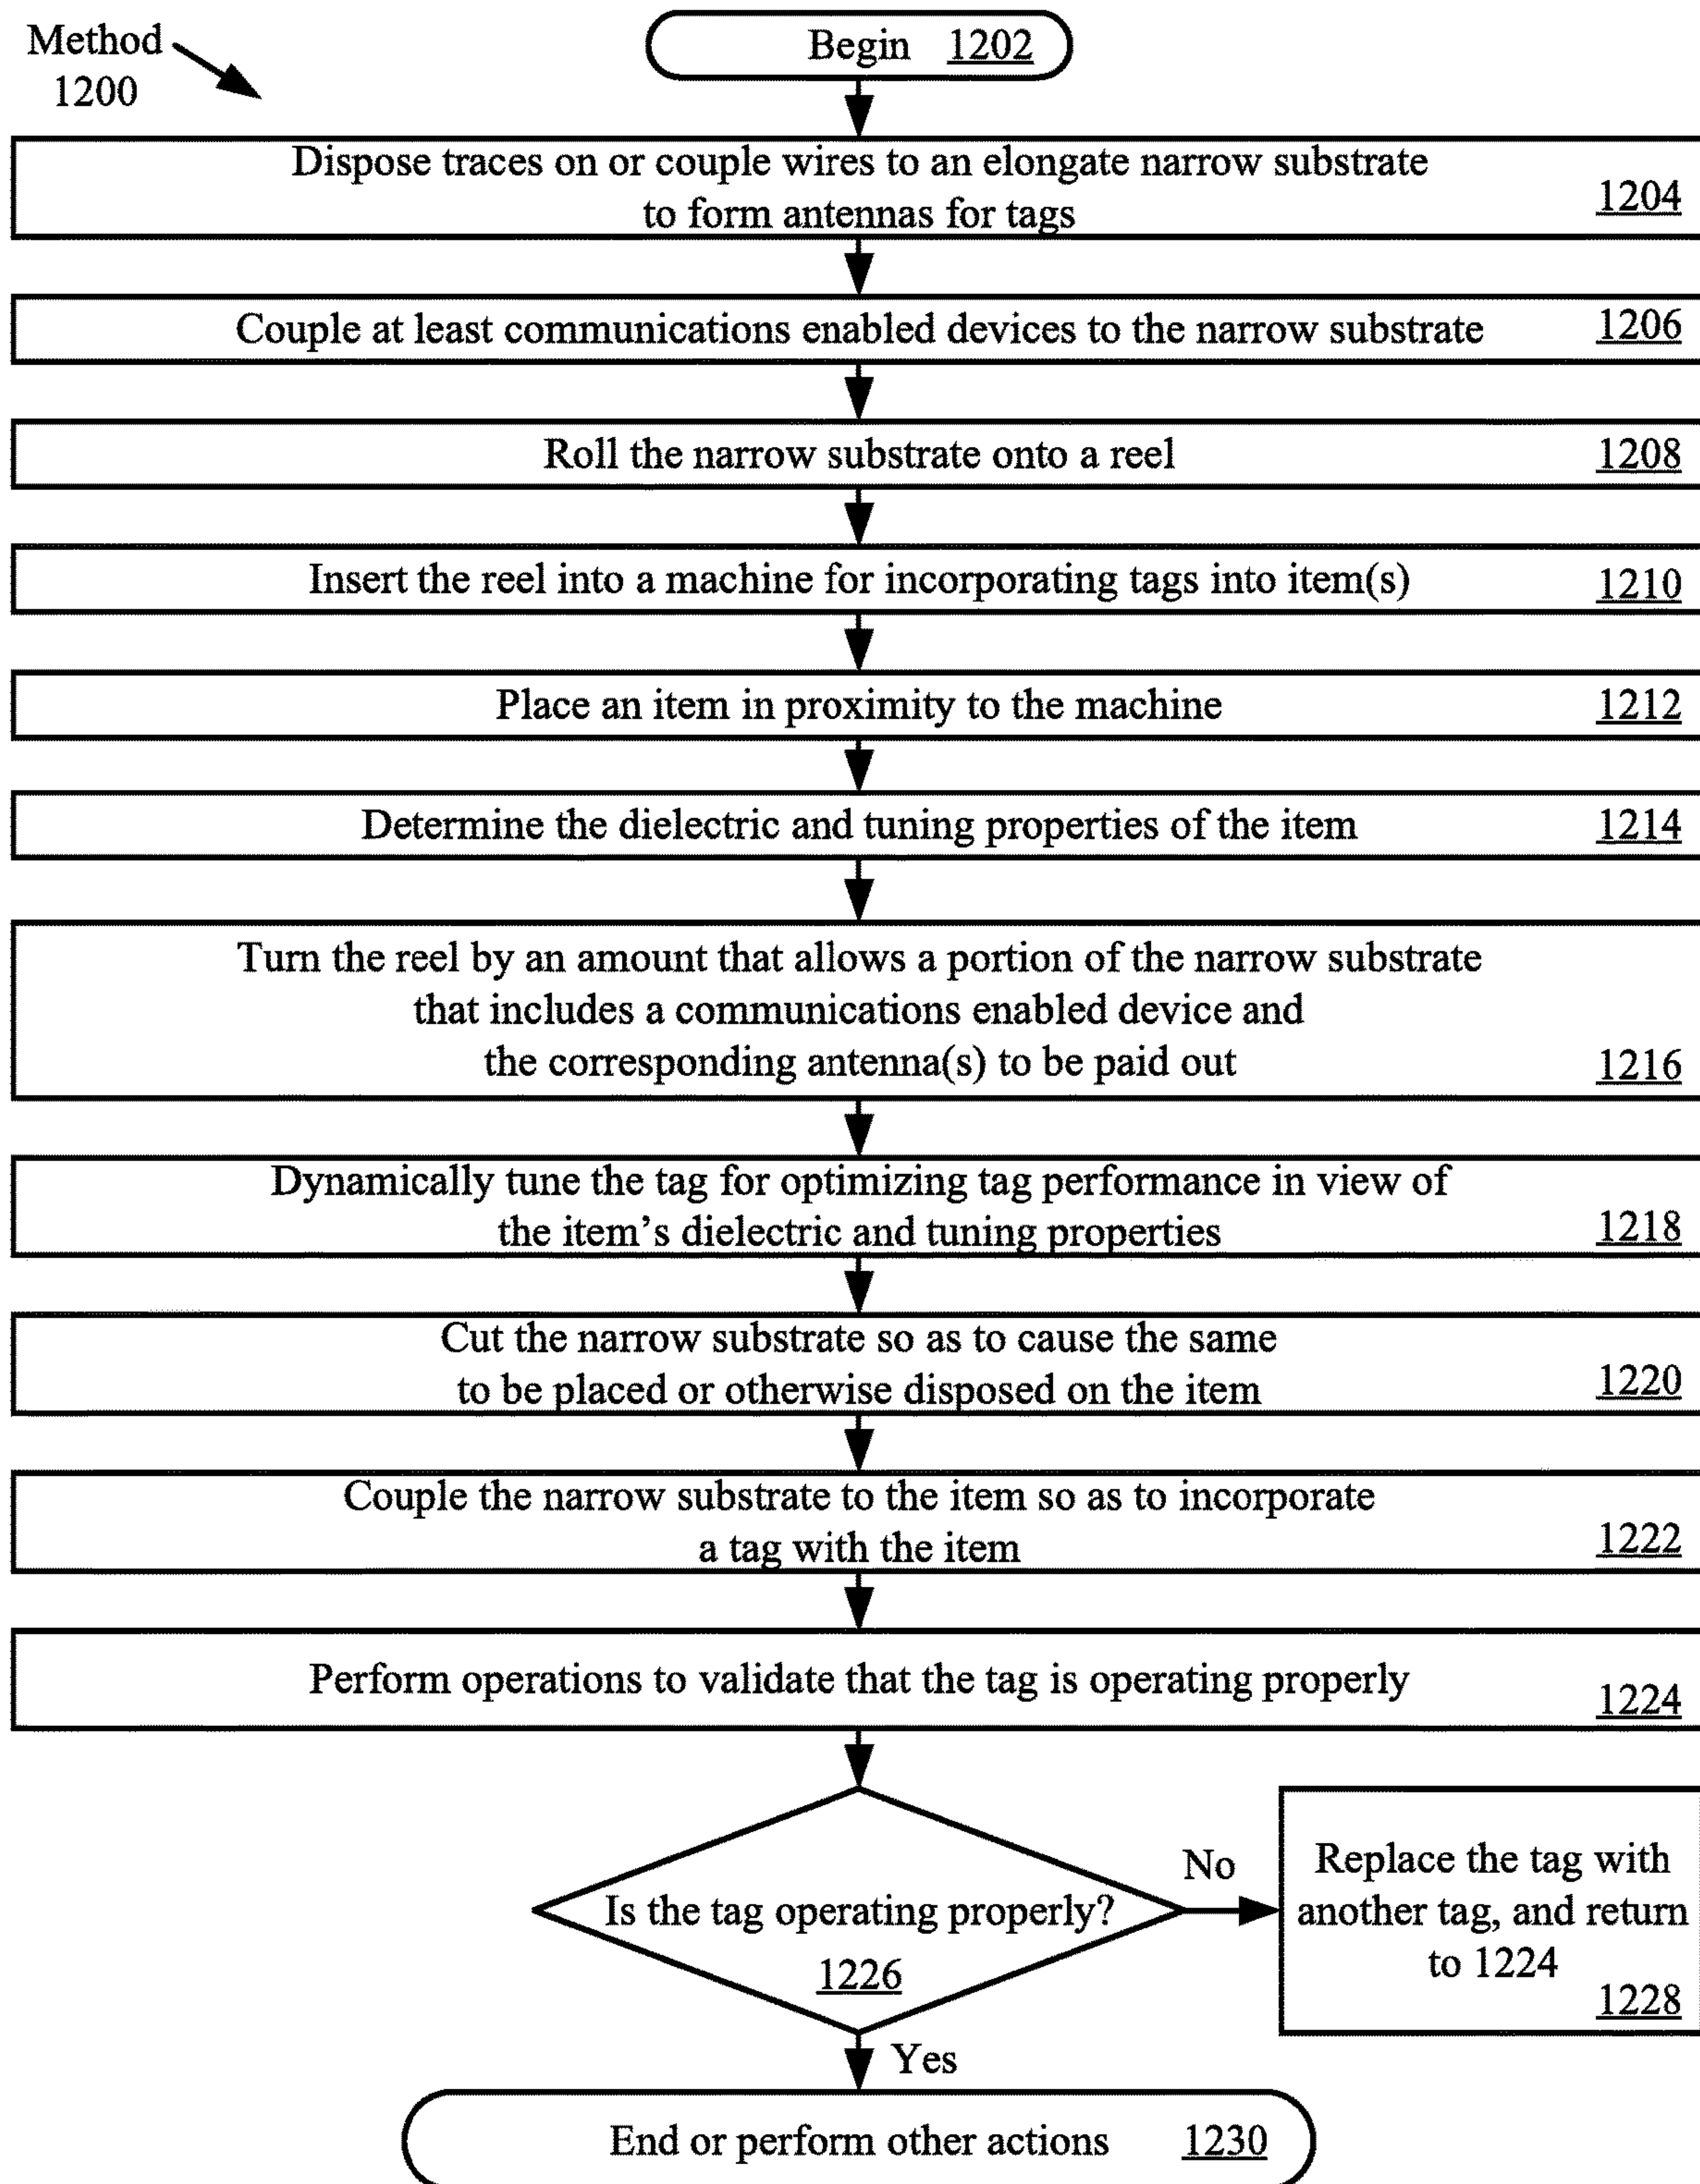 Method
1200
Begin 1202
Dispose traces on or couple wires to an elongate narrow substrate
to form antennas for tags
1204
Couple at least communications enabled devices to the narrow substrate 1206
Roll the narrow substrate onto a reel 1208
Insert the reel into a machine for incorporating tags into item(s) 1210
Place an item in proximity to the machine 1212
Determine the dielectric and tuning properties of the item 1214
Turn the reel by an amount that allows a portion of the narrow substrate
that includes a communications enabled device and
the corresponding antenna(s) to be paid out 1216
Dynamically tune the tag for optimizing tag performance in view of
the item's dielectric and tuning properties 1218
Cut the narrow substrate so as to cause the same
to be placed or otherwise disposed on the item 1220
Couple the narrow substrate to the item so as to incorporate
a tag with the item 1222
Perform operations to validate that the tag is operating properly 1224
Is the tag operating properly?
1226
No
Replace the tag with
another tag, and return
to 1224
1228
Yes
End or perform other actions 1230